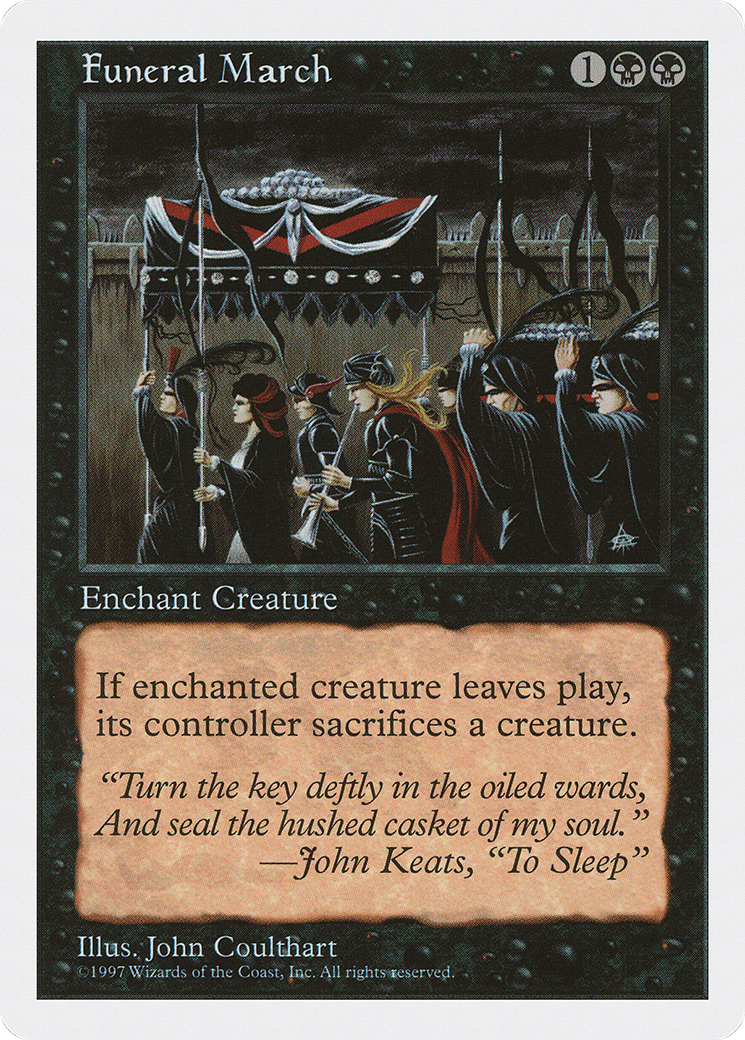 Funeral March 1
Enchant Creature
If enchanted creature leaves play,
its controller sacrifices a creature.
“Turn the key deftly in the oiled wards,
And seal the hushed casket of my soul.”
—John Keats, “To Sleep”
Illus. John Coulthart
©1997 Wizards of the Coast, Inc. All rights reserved.